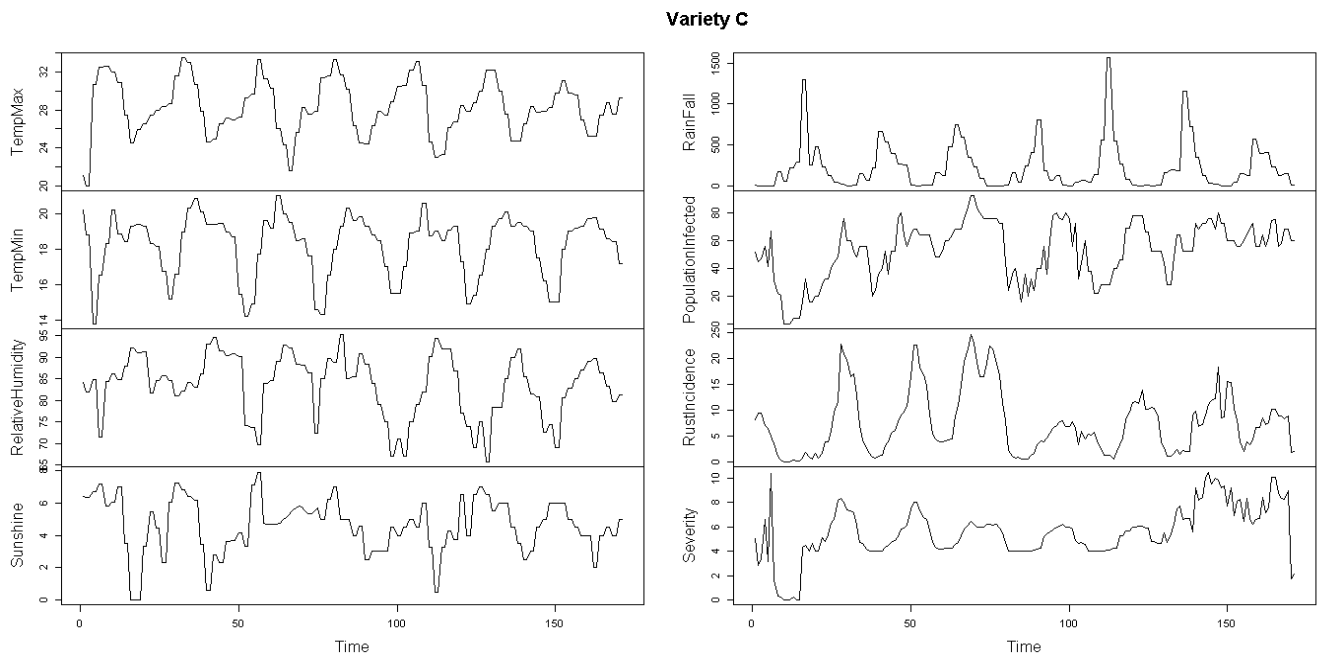 Variety C
TempMax
20 24 28 32
TempMin
14 16 18 20
RelativeHumidity
65 70 75 80 85 90 95
Sunshine
0 2 4 6 8
0 50 100 150
Time
RainFall
0 500 1000 1500
PopulationInfected
0 20 40 60 80
RustIncidence
0 5 10 15 20 25
Severity
0 2 4 6 8 10
0 50 100 150
Time